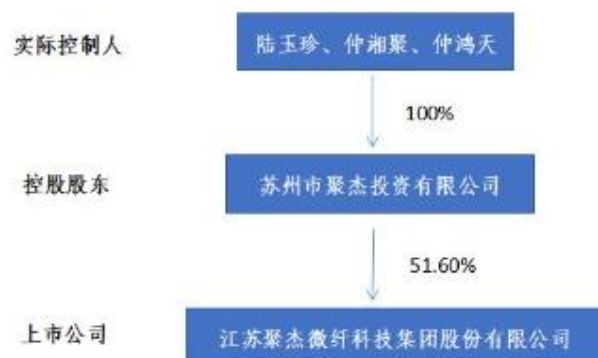 实际控制人
陆玉珍、仲湘聚、仲鸿天
100%
控股股东
苏州市聚杰投资有限公司
51.60%
上市公司
江苏聚杰微纤科技集团股份有限公司